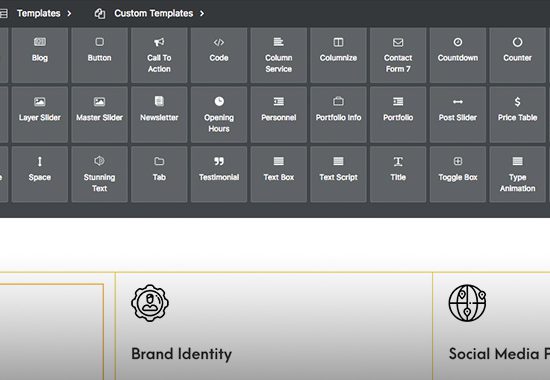 Templates
Custom Templates
Blog
Button
Call To
Action
Code
Column
Service
Columnize
Contact
Form 7
Countdown
Counter
Layer Slider
Master Slider
Newsletter
Opening
Hours
Personnel
Portfolio Info
Portfolio
Post Slider
Price Table
Space
Stunning
Text
Tab
Testimonial
Text Box
Text Script
Title
Toggle Box
Type
Animation
Brand Identity
Social Media P